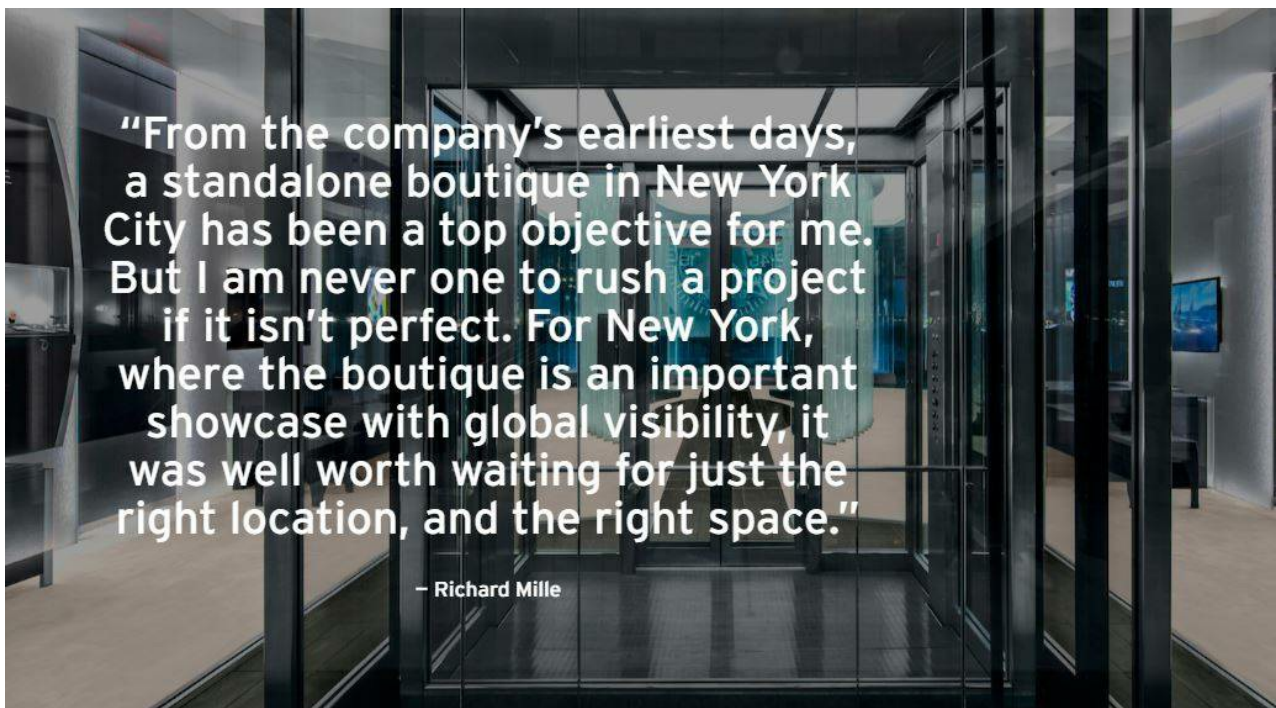 “From the company’s earliest days,
a standalone boutique in New York
City has been a top objective for me.
But I am never one to rush a project
if it isn’t perfect. For New York,
where the boutique is an important
showcase with global visibility, it
was well worth waiting for just the
right location, and the right space.”
– Richard Mille